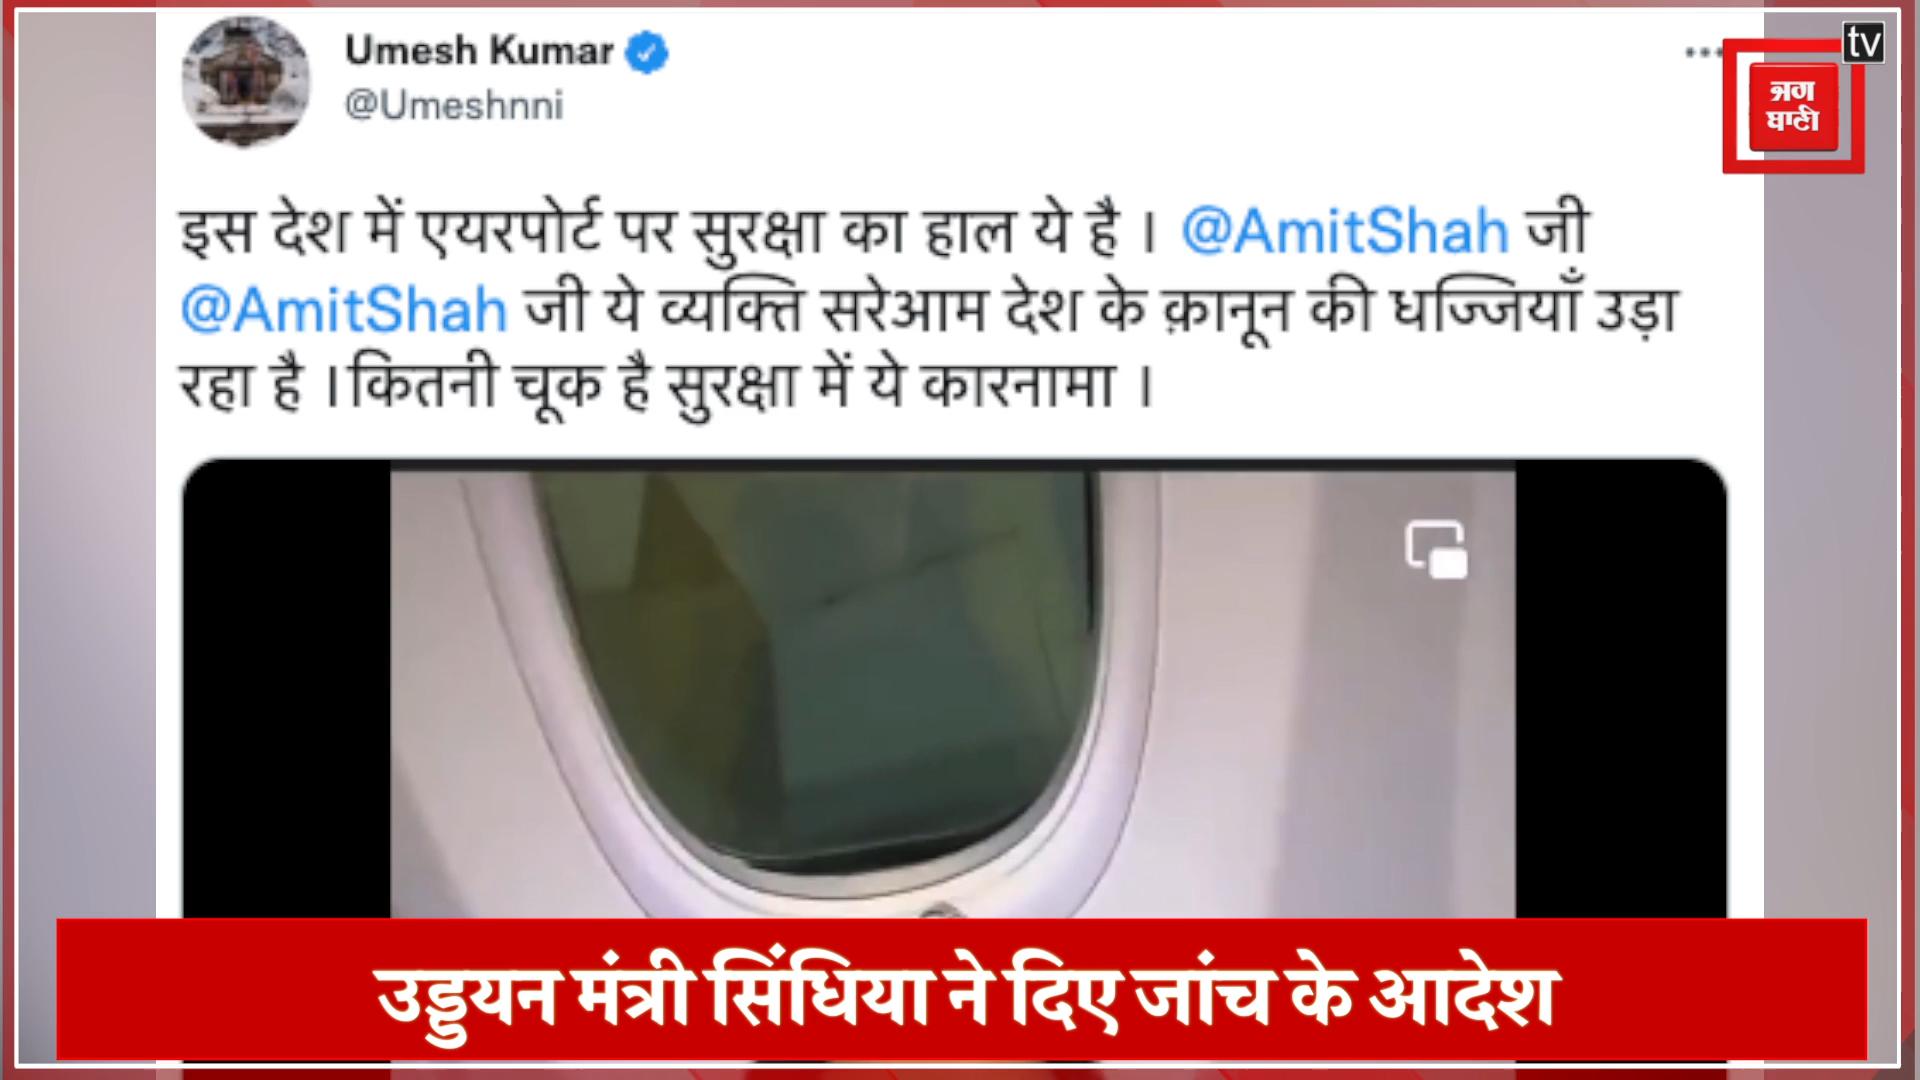 Umesh Kumar
@Umeshnni
tv
ਜਗ
ਬਾਣੀ
इस देश में एयरपोर्ट पर सुरक्षा का हाल ये है । @AmitShah जी
@AmitShah जी ये व्यक्ति सरेआम देश के क़ानून की धज्जियाँ उड़ा
रहा है ।कितनी चूक है सुरक्षा में ये कारनामा ।
उड्डयन मंत्री सिंधिया ने दिए जांच के आदेश